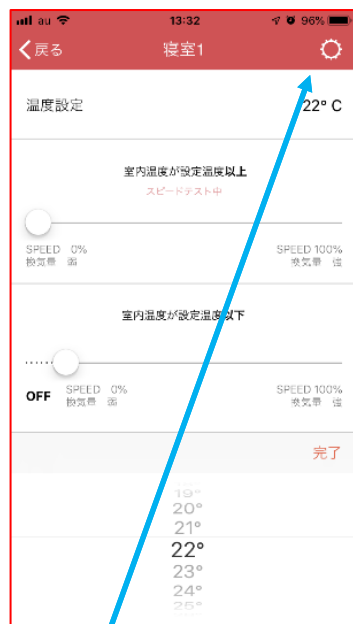 au 13:32 96%
戻る 寝室1
温度設定 22° C
室内温度が設定温度以上
スピードテスト中
SPEED 0% SPEED 100%
換気量 弱 換気量 強
室内温度が設定温度以下
OFF SPEED 0% SPEED 100%
換気量 弱 換気量 強
完了
19°
20°
21°
22°
23°
24°
25°